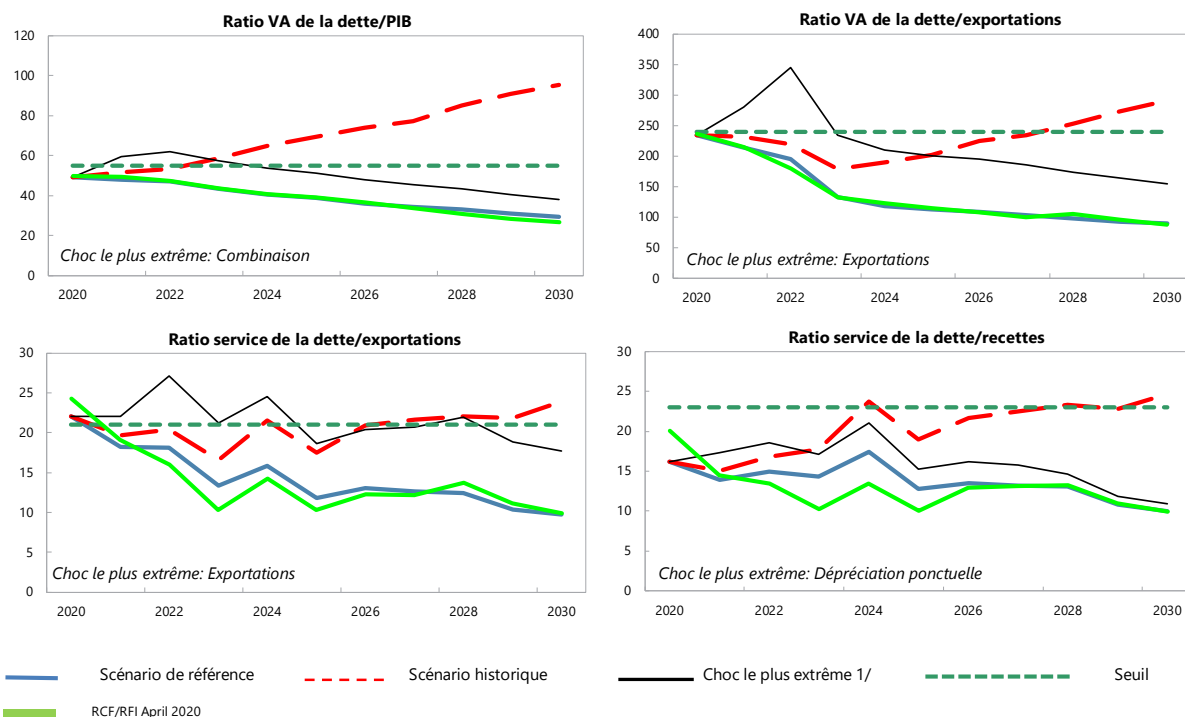 Ratio VA de la dette/PIB
120
100
80
60
40
20
0
Choc le plus extrême: Combinaison
2020 2022 2024 2026 2028 2030
Ratio VA de la dette/exportations
400
350
300
250
200
150
100
50
0
Choc le plus extrême: Exportations
2020 2022 2024 2026 2028 2030
Ratio service de la dette/exportations
30
25
20
15
10
5
0
Choc le plus extrême: Exportations
2020 2022 2024 2026 2028 2030
Ratio service de la dette/recettes
30
25
20
15
10
5
0
Choc le plus extrême: Dépréciation ponctuelle
2020 2022 2024 2026 2028 2030
Scénario de référence Scénario historique Choc le plus extrême 1/ Seuil
RCF/RFI April 2020